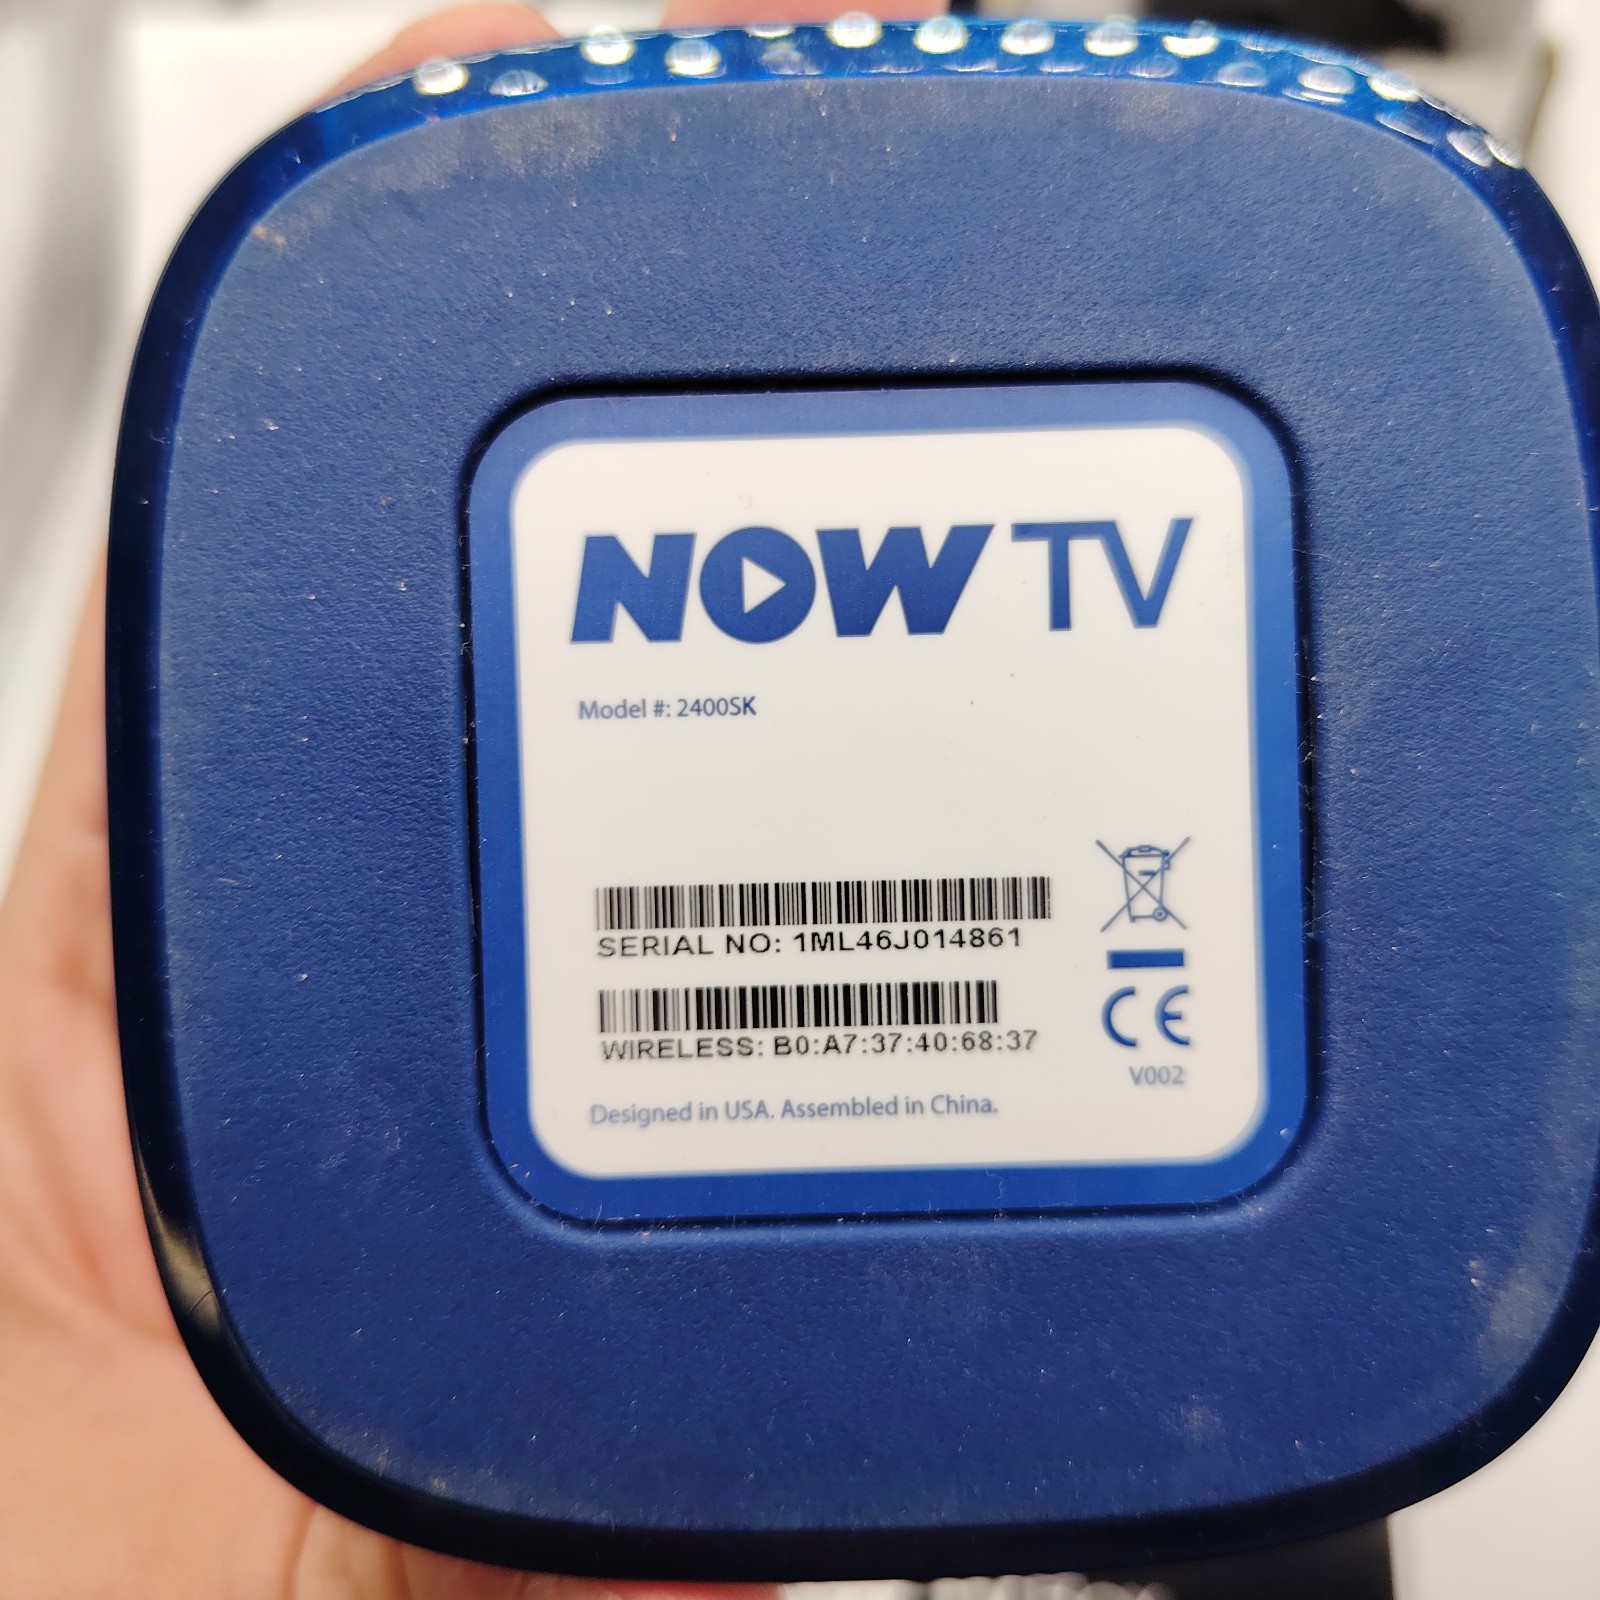 NOW TV
Model #: 2400SK
SERIAL NO: 1ML46J014861
WIRELESS: B0:A7:37:40:68:37
CE
V002
Designed in USA. Assembled in China.